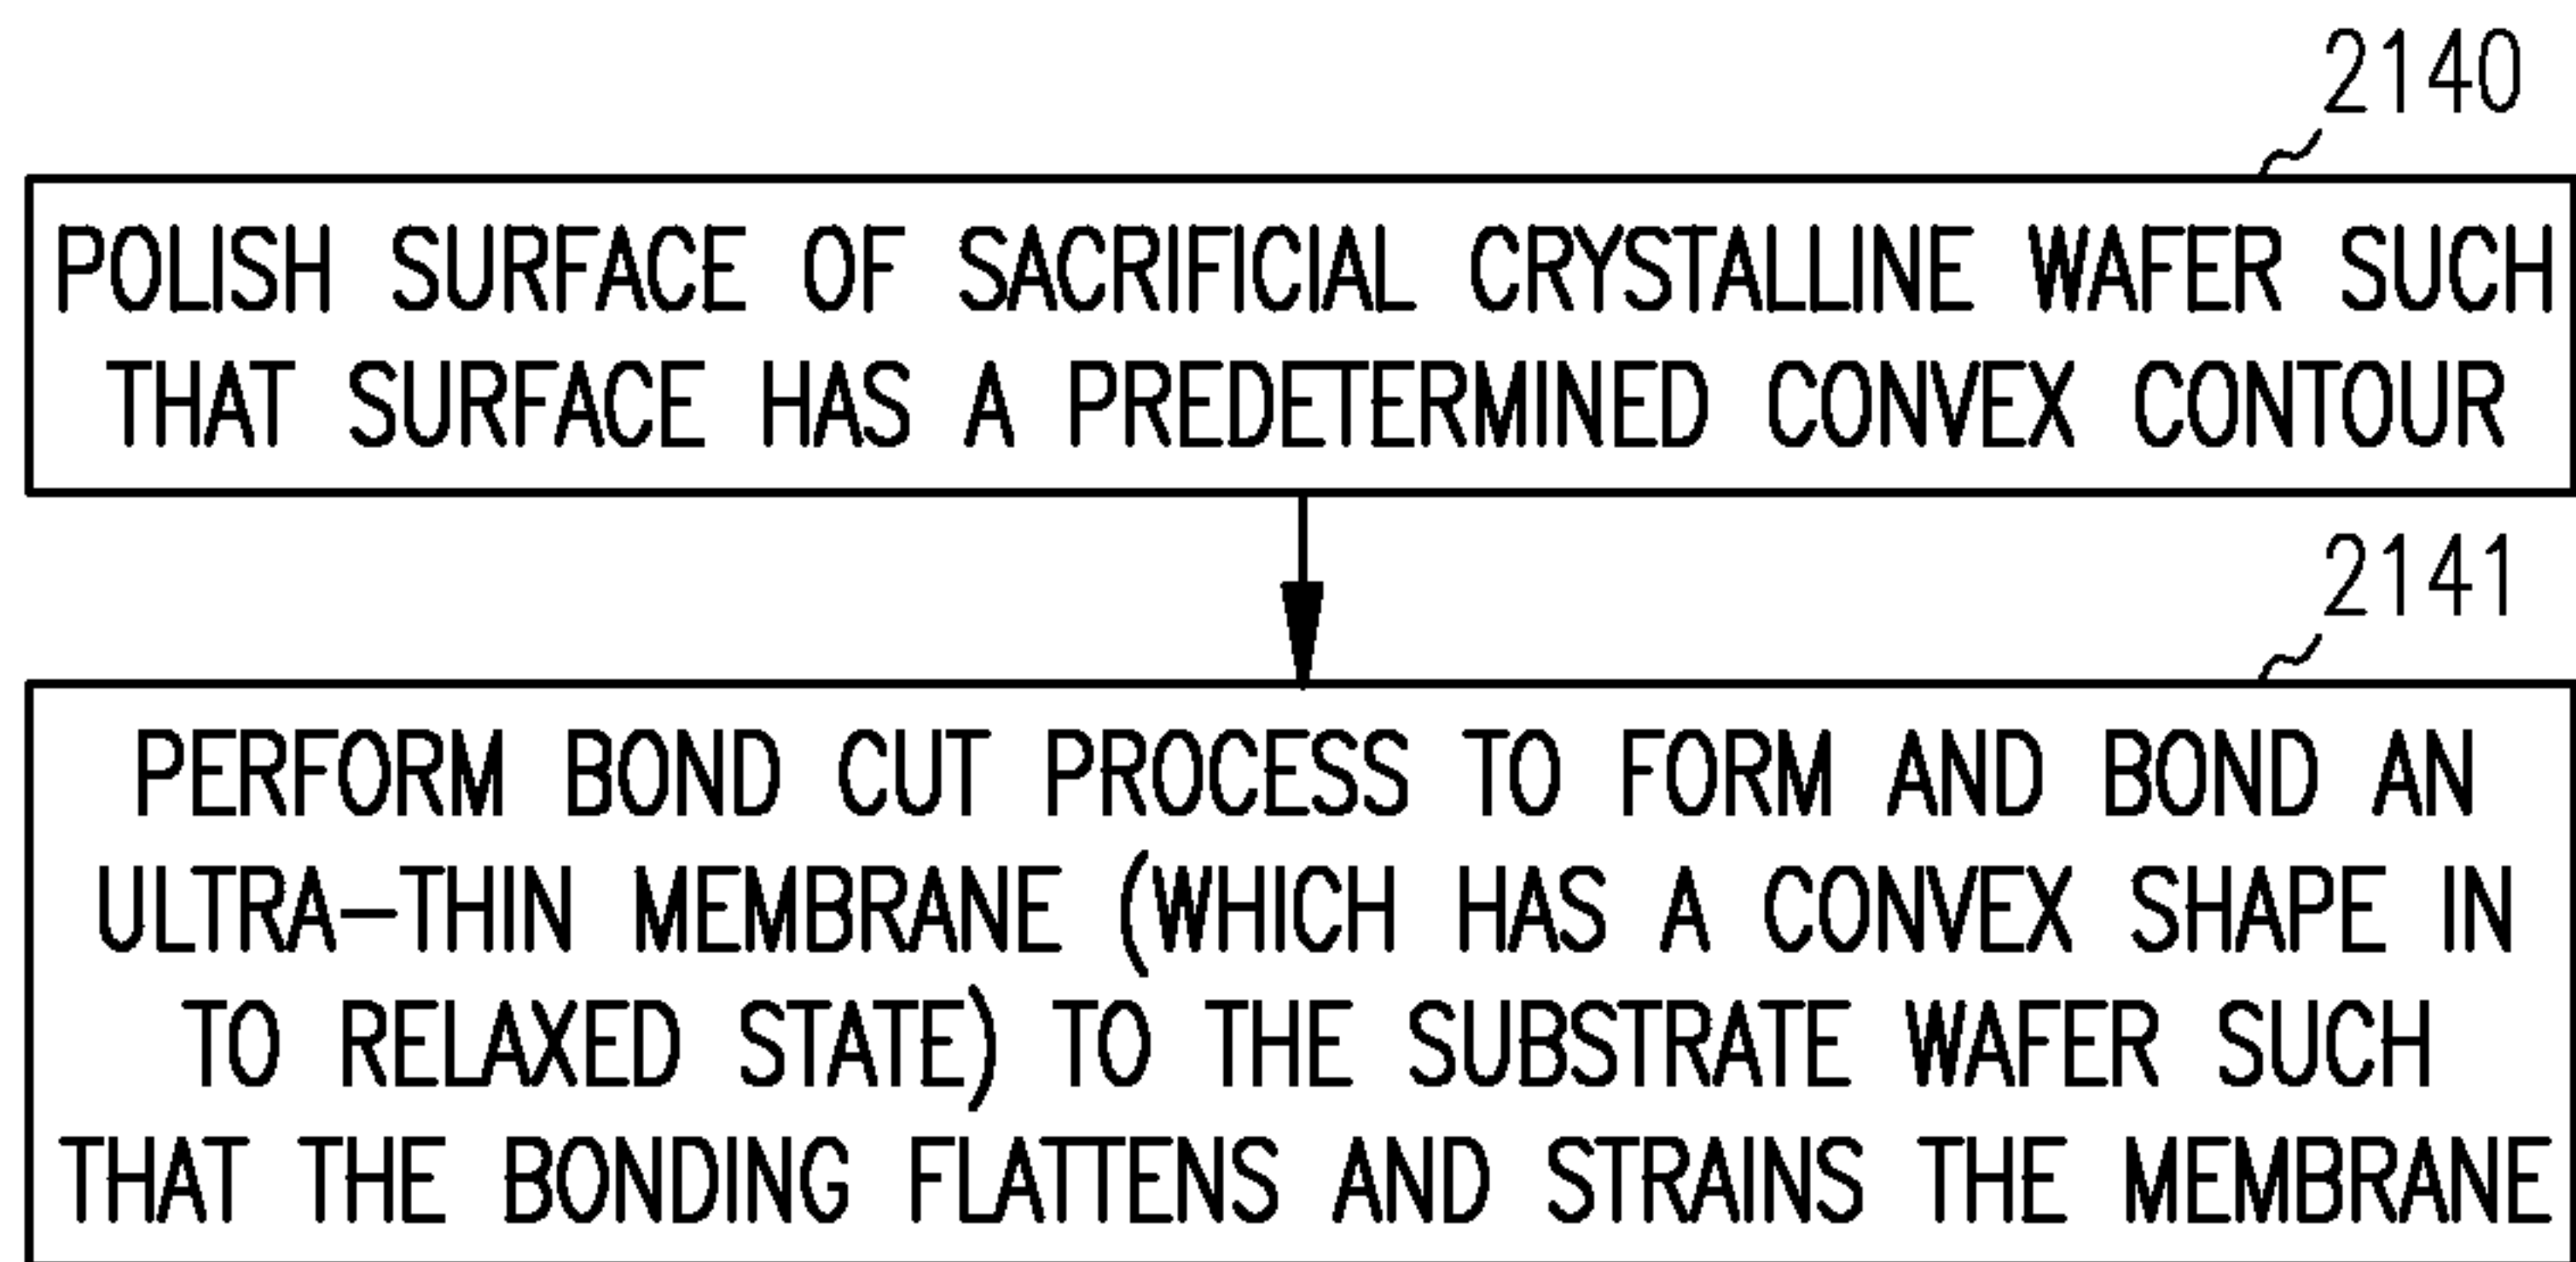 2140
POLISH SURFACE OF SACRIFICIAL CRYSTALLINE WAFER SUCH
THAT SURFACE HAS A PREDETERMINED CONVEX CONTOUR
2141
PERFORM BOND CUT PROCESS TO FORM AND BOND AN
ULTRA-THIN MEMBRANE (WHICH HAS A CONVEX SHAPE IN
TO RELAXED STATE) TO THE SUBSTRATE WAFER SUCH
THAT THE BONDING FLATTENS AND STRAINS THE MEMBRANE